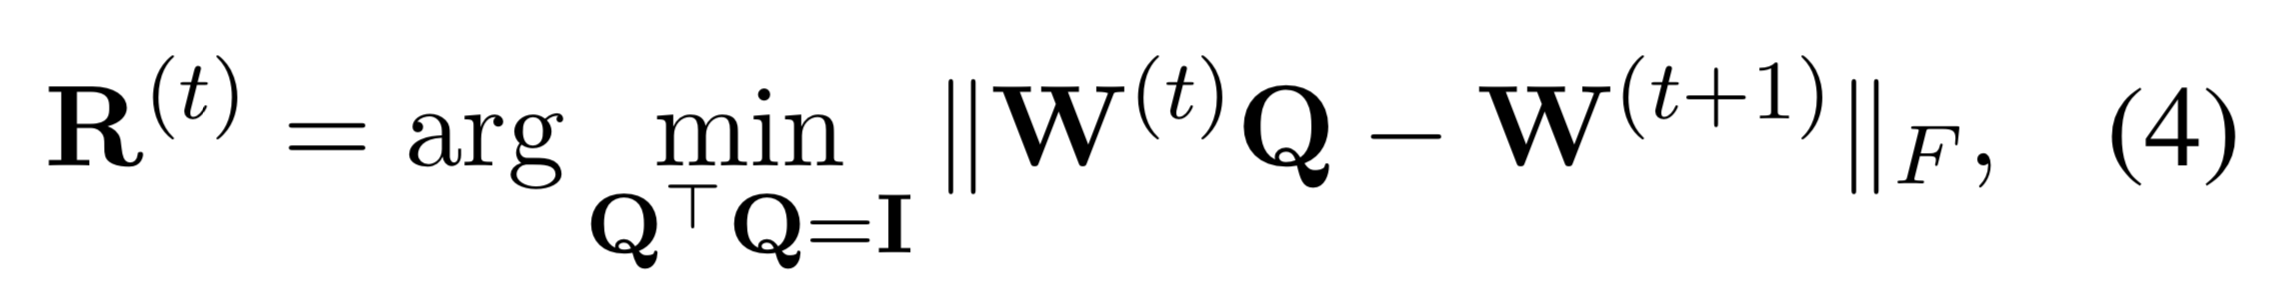 R^(t) = arg min_{Q^⊤Q=I} ‖W^(t)Q − W^(t+1)‖_F, (4)